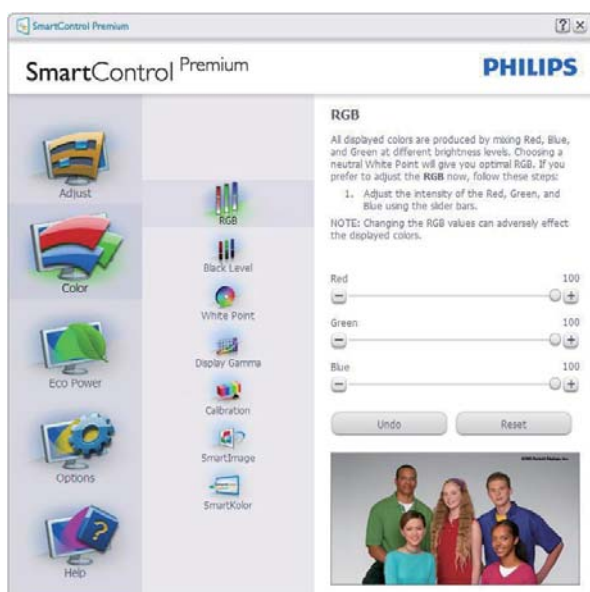 SmartControl Premium
?
SmartControl Premium
PHILIPS
Adjust
Color
Eco Power
Options
Help
RGB
Black Level
White Point
Display Gamma
Calibration
SmartImage
SmartKolor
RGB
All displayed colors are produced by mixing Red, Blue,
and Green at different brightness levels. Choosing a
neutral White Point will give you optimal RGB. If you
prefer to adjust the RGB now, follow these steps:
1. Adjust the intensity of the Red, Green, and
Blue using the slider bars.
NOTE: Changing the RGB values can adversely effect
the displayed colors.
Red 100
Green 100
Blue 100
Undo Reset